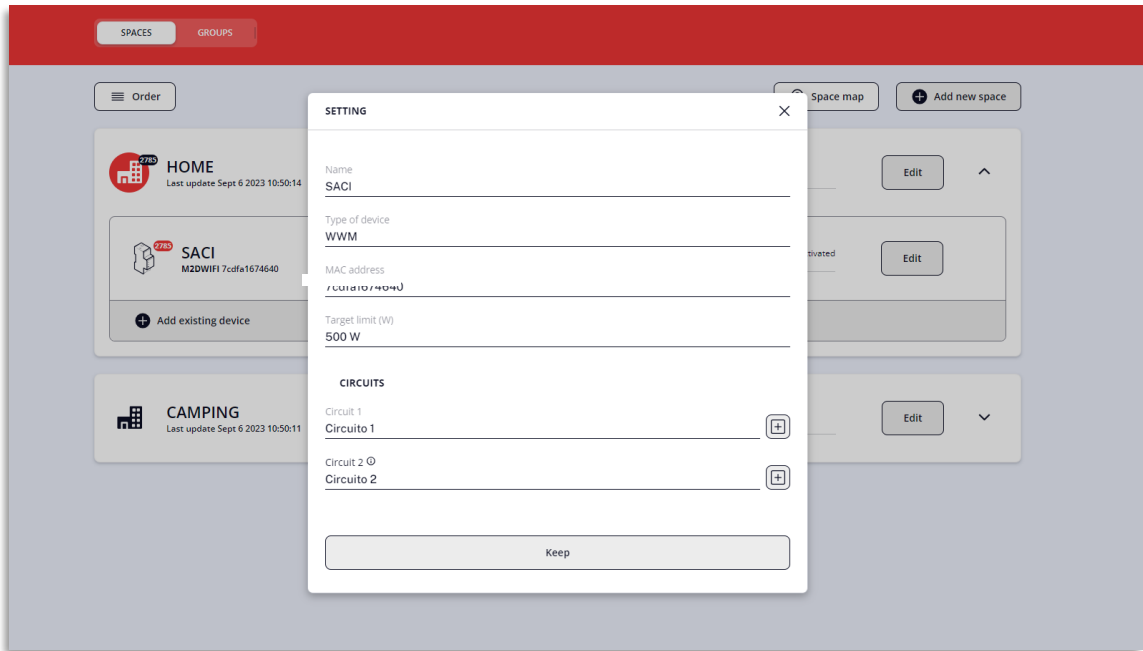 SPACES
GROUPS
Order
Space map
Add new space
2785
HOME
Last update Sept 6 2023 10:50:14
Edit
2785
SACI
M2DWIFI 7cdfa1674640
Edit
Add existing device
CAMPING
Last update Sept 6 2023 10:50:11
Edit
SETTING
Name
SACI
Type of device
WWM
MAC address
7cdfa1674640
Target limit (W)
500 W
CIRCUITS
Circuit 1
Circuito 1
Circuit 2
Circuito 2
Keep